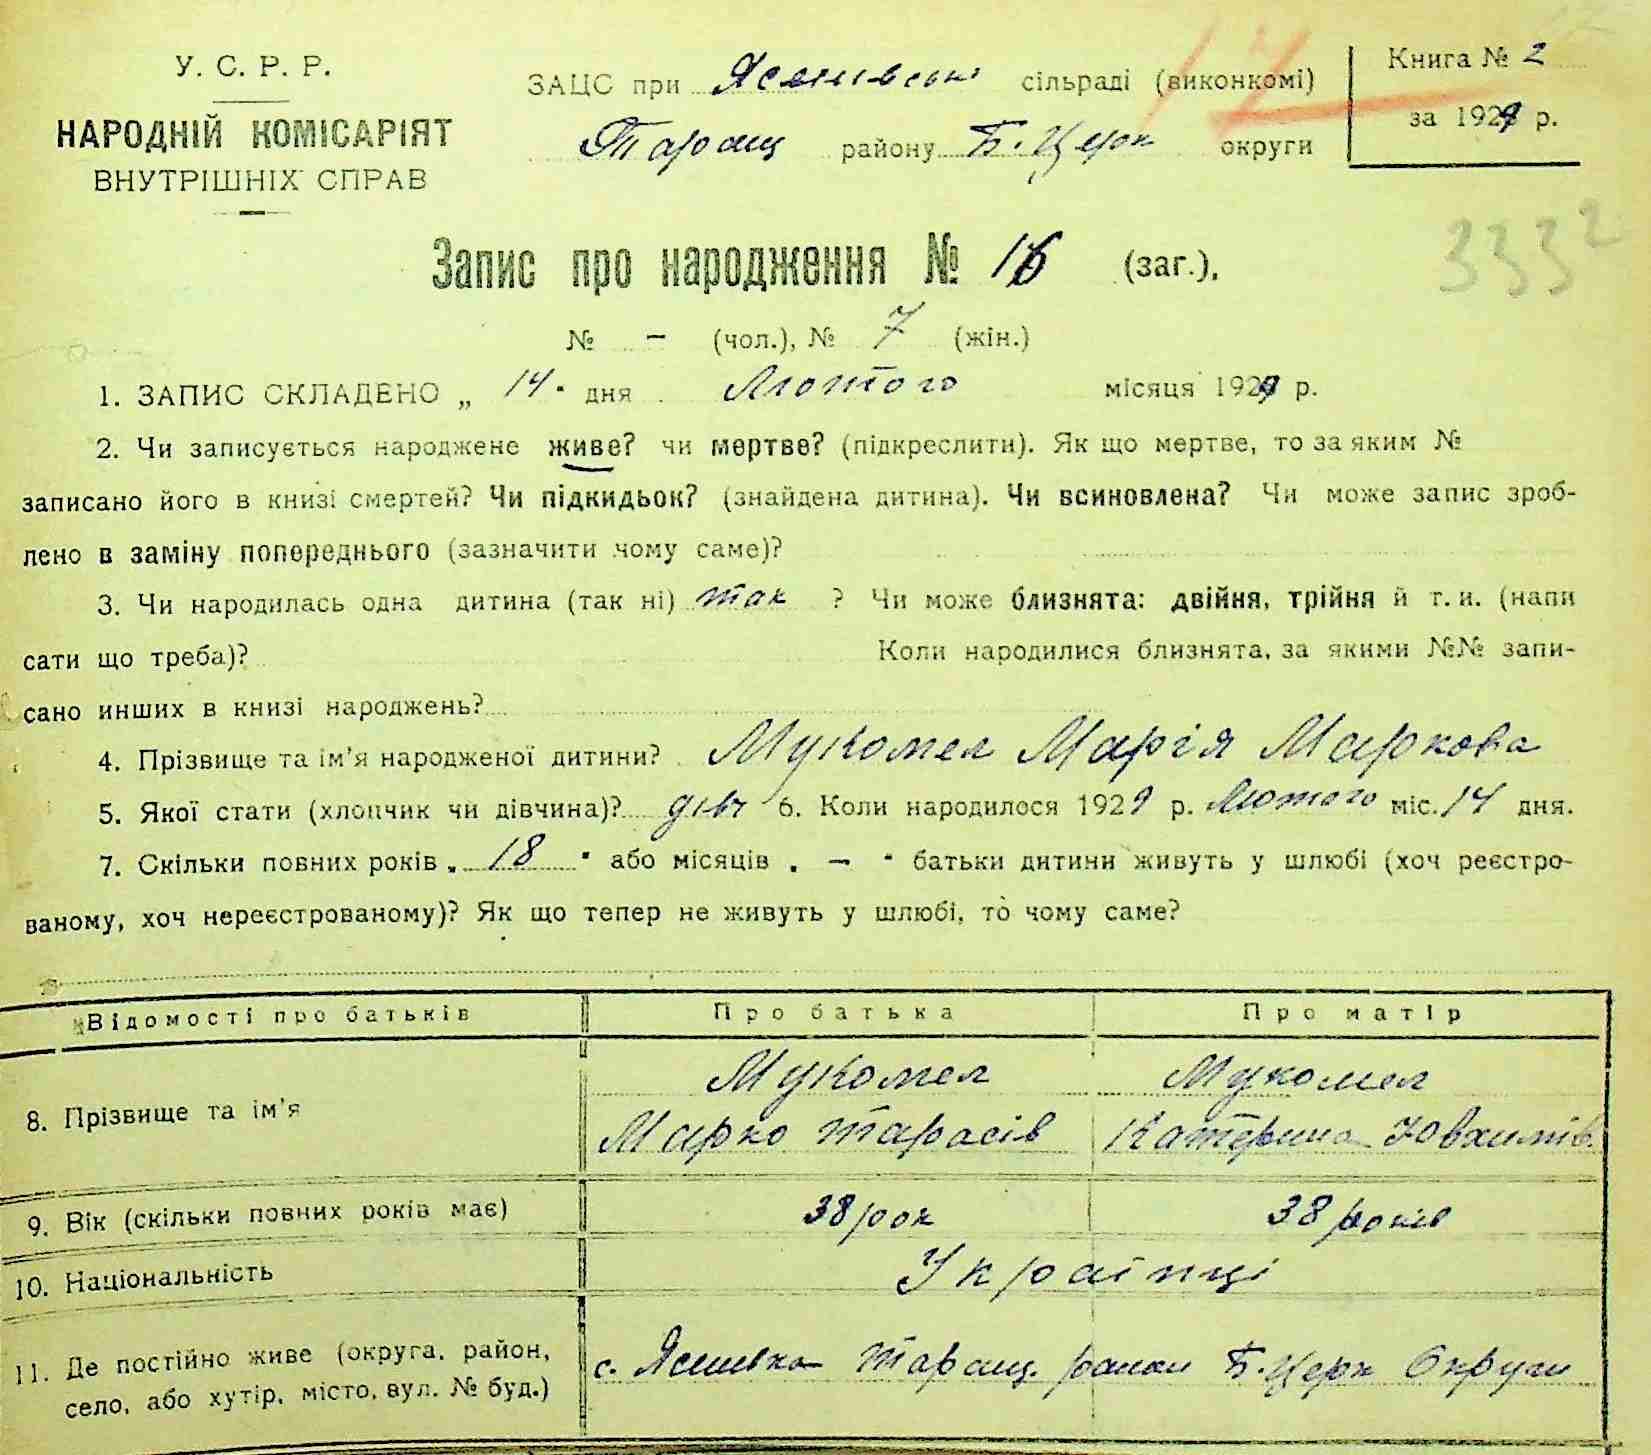 У. С. Р. Р.
НАРОДНІЙ КОМІСАРІЯТ
ВНУТРІШНІХ СПРАВ
ЗАЦС при Ясенивські сільраді (виконкомі)
Таращ району Б. Церк округи
Книга № 2
за 1929 р.
17
3332
Запис про народження № 16 (заг.),
№ – (чол.), № 7 (жін.)
1. ЗАПИС СКЛАДЕНО „ 14 " дня Лютого місяця 1929 р.
2. Чи записується народжене живе? чи мертве? (підкреслити). Як що мертве, то за яким №
записано його в книзі смертей? Чи підкидьок? (знайдена дитина). Чи всиновлена? Чи може запис зроб-
лено в заміну попереднього (зазначити чому саме)?
3. Чи народилась одна дитина (так ні) так ? Чи може близнята: двійня, трійня й т. и. (напи
сати що треба)? Коли народилися близнята, за якими №№ запи-
сано инших в книзі народжень?
4. Прізвище та ім'я народженої дитини? Мукомел Марія Маркова
5. Якої стати (хлопчик чи дівчина)? дівч 6. Коли народилося 1929 р. Лютого міс. 14 дня.
7. Скільки повних років „ 18 " або місяців „ – " батьки дитини живуть у шлюбі (хоч реєстро-
ваному, хоч нереєстрованому)? Як що тепер не живуть у шлюбі, то чому саме?
Відомості про батьків Про батька Про матір
8. Прізвище та ім'я Мукомел Мукомел
Марко Тарасів КатеринаЮвхимів.
9. Вік (скільки повних років має) 38 рок 38 років
10. Національність Українці
11. Де постійно живе (округа, район,
село, або хутір, місто, вул. № буд.)
с. Ясинівка Таращ. район Б. Церк Округи